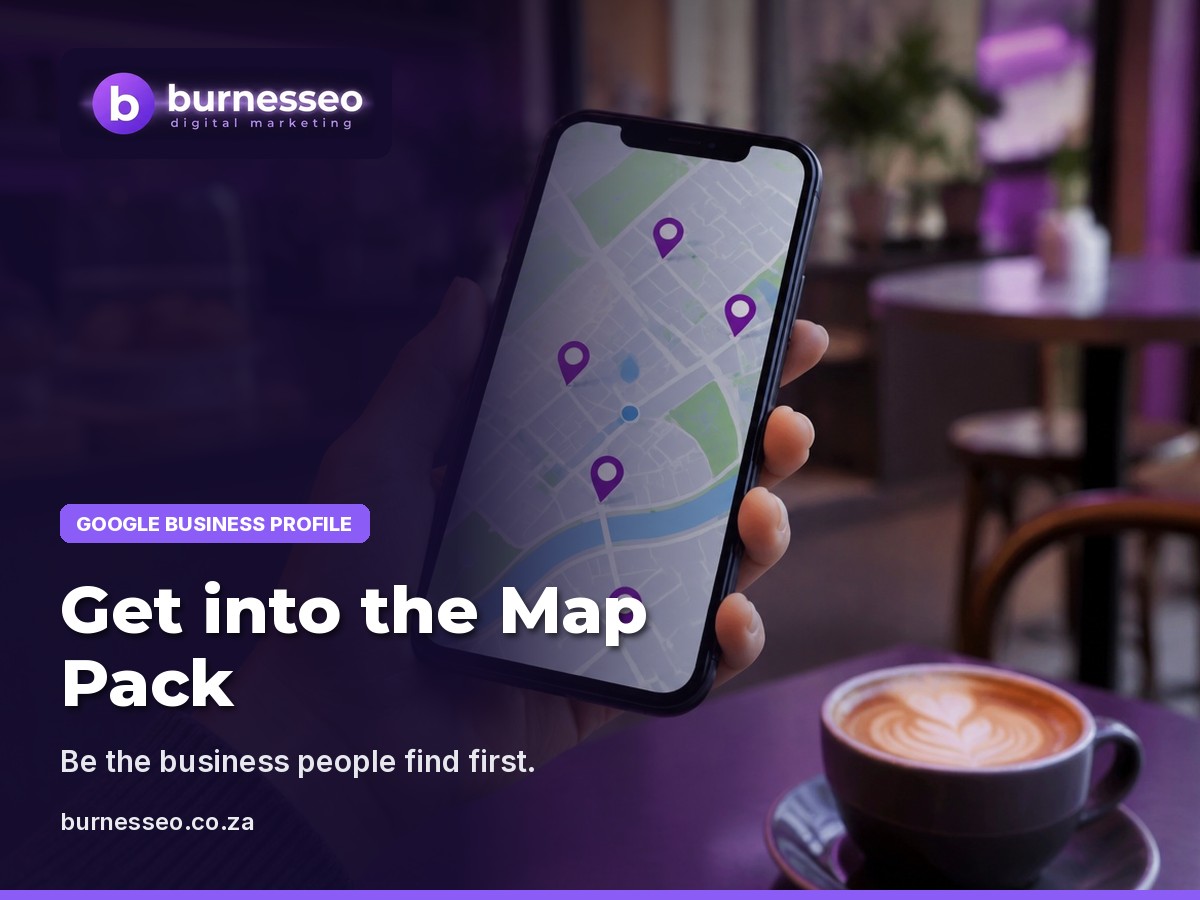 b
burnesseo
digital marketing
GOOGLE BUSINESS PROFILE
Get into the Map
Pack
Be the business people find first.
burnesseo.co.za